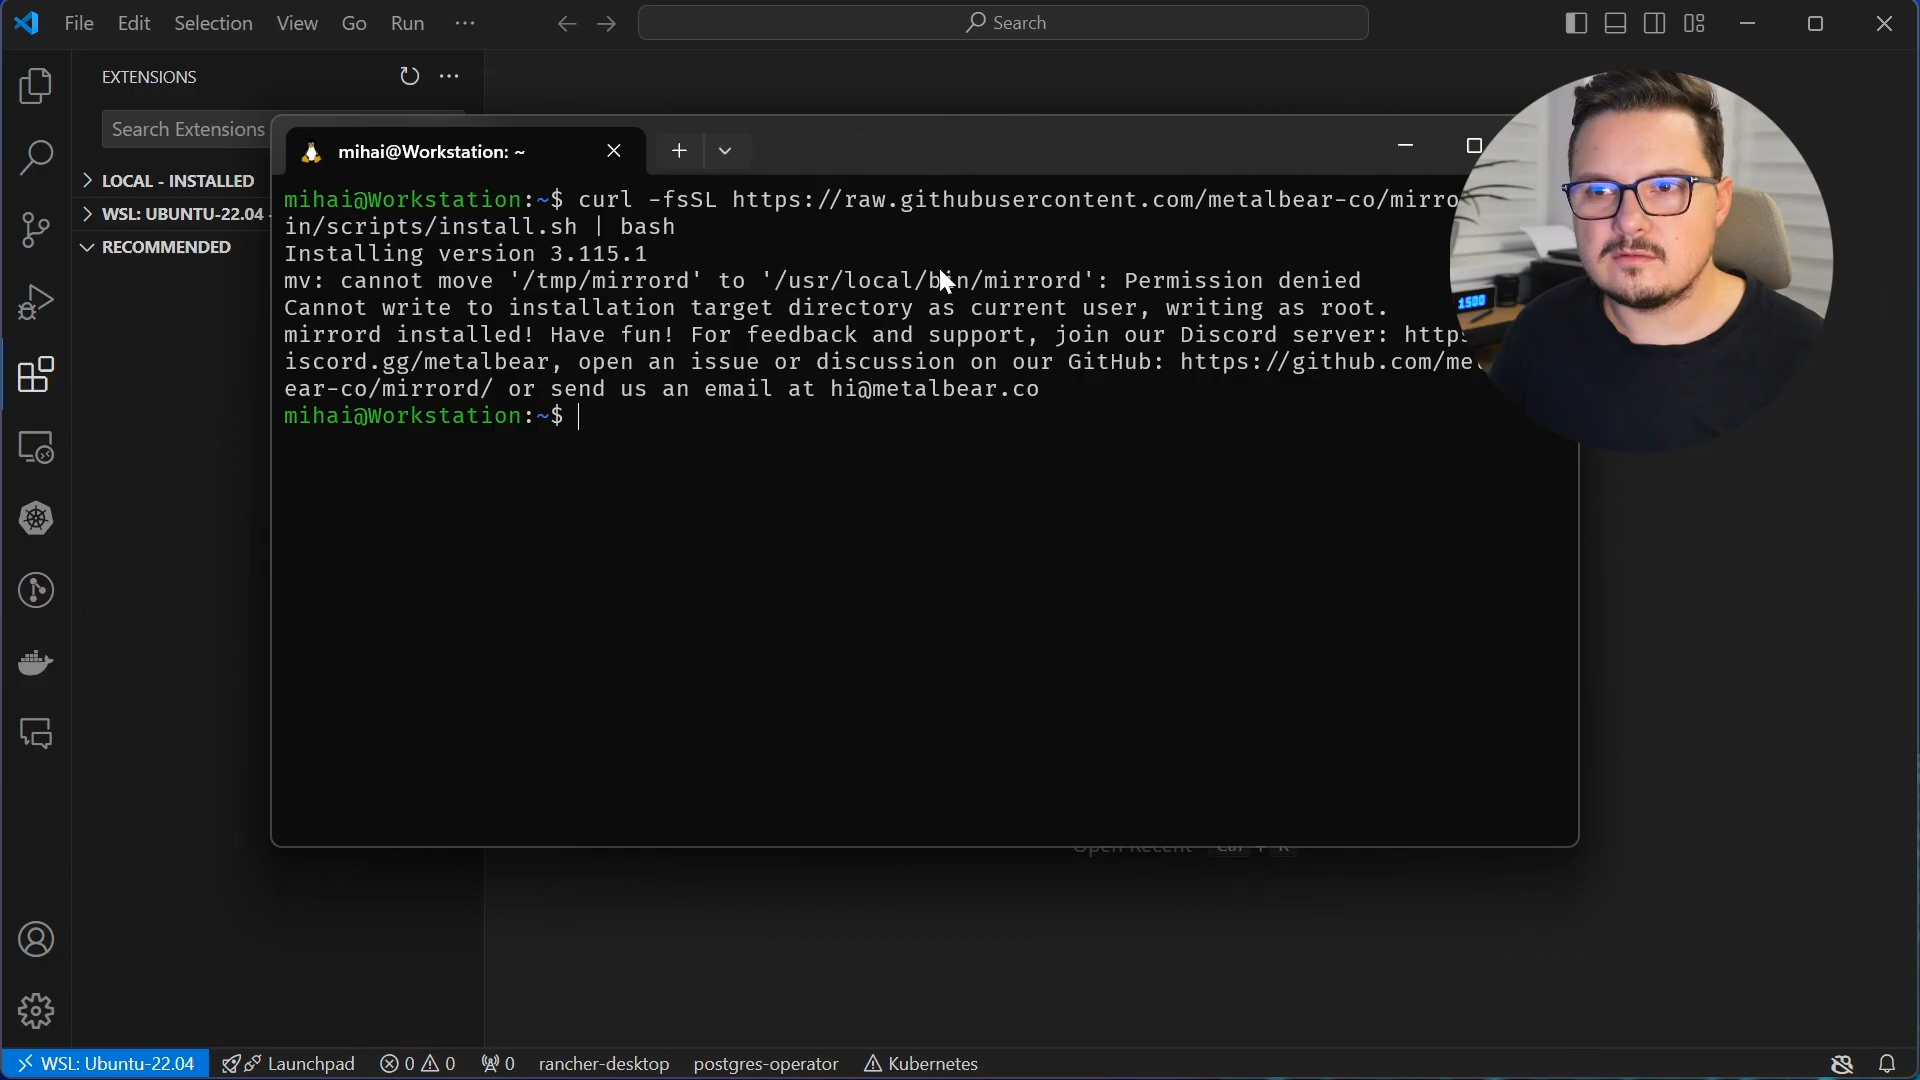 File Edit Selection View Go Run ···
Search
EXTENSIONS
Search Extensions
LOCAL - INSTALLED
WSL: UBUNTU-22.04 -
RECOMMENDED
mihai@Workstation: ~
mihai@Workstation:~$ curl -fsSL https://raw.githubusercontent.com/metalbear-co/mirro
in/scripts/install.sh | bash
Installing version 3.115.1
mv: cannot move '/tmp/mirrord' to '/usr/local/bin/mirrord': Permission denied
Cannot write to installation target directory as current user, writing as root.
mirrord installed! Have fun! For feedback and support, join our Discord server: http
iscord.gg/metalbear, open an issue or discussion on our GitHub: https://github.com/me
ear-co/mirrord/ or send us an email at hi@metalbear.co
mihai@Workstation:~$
1500
Open Recent Ctrl + R
WSL: Ubuntu-22.04 Launchpad 0 0 0 rancher-desktop postgres-operator Kubernetes